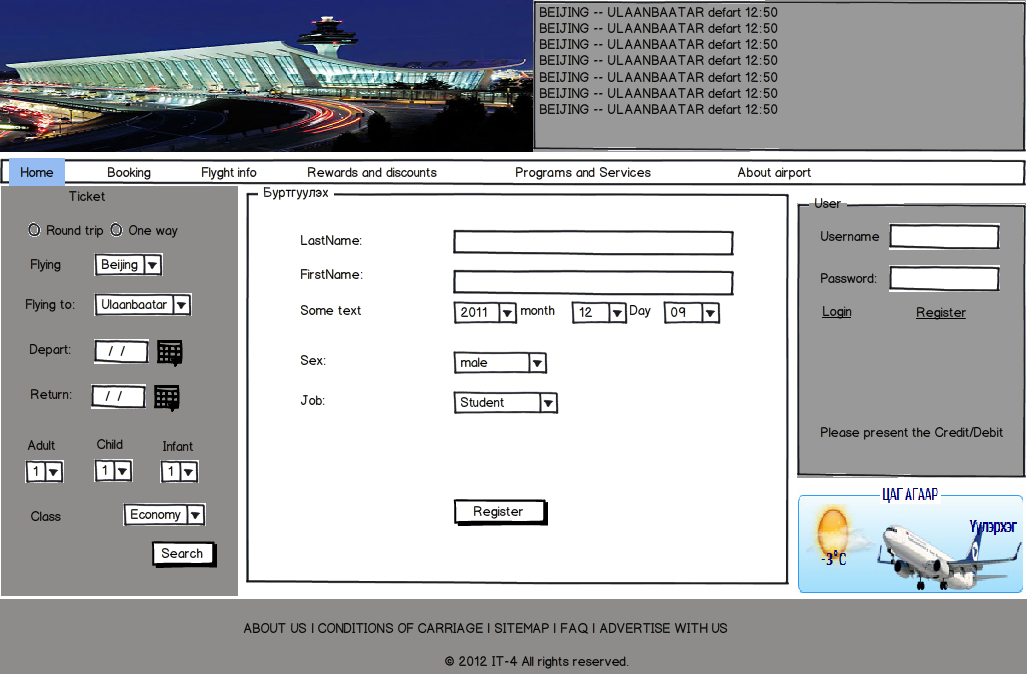 BEIJING -- ULAANBAATAR defart 12:50
BEIJING -- ULAANBAATAR defart 12:50
BEIJING -- ULAANBAATAR defart 12:50
BEIJING -- ULAANBAATAR defart 12:50
BEIJING -- ULAANBAATAR defart 12:50
BEIJING -- ULAANBAATAR defart 12:50
BEIJING -- ULAANBAATAR defart 12:50
Home Booking Flyght info Rewards and discounts Programs and Services About airport
Ticket
Round trip One way
Flying Beijing
Flying to: Ulaanbaatar
Depart: / /
Return: / /
Adult Child Infant
1 1 1
Class Economy
Search
Бүртгүүлэх
LastName:
FirstName:
Some text 2011 month 12 Day 09
Sex: male
Job: Student
Register
User
Username
Password:
Login Register
Please present the Credit/Debit
ЦАГ АГААР
Үүлэрхэг
-3°C
ABOUT US | CONDITIONS OF CARRIAGE | SITEMAP | FAQ | ADVERTISE WITH US
© 2012 IT-4 All rights reserved.